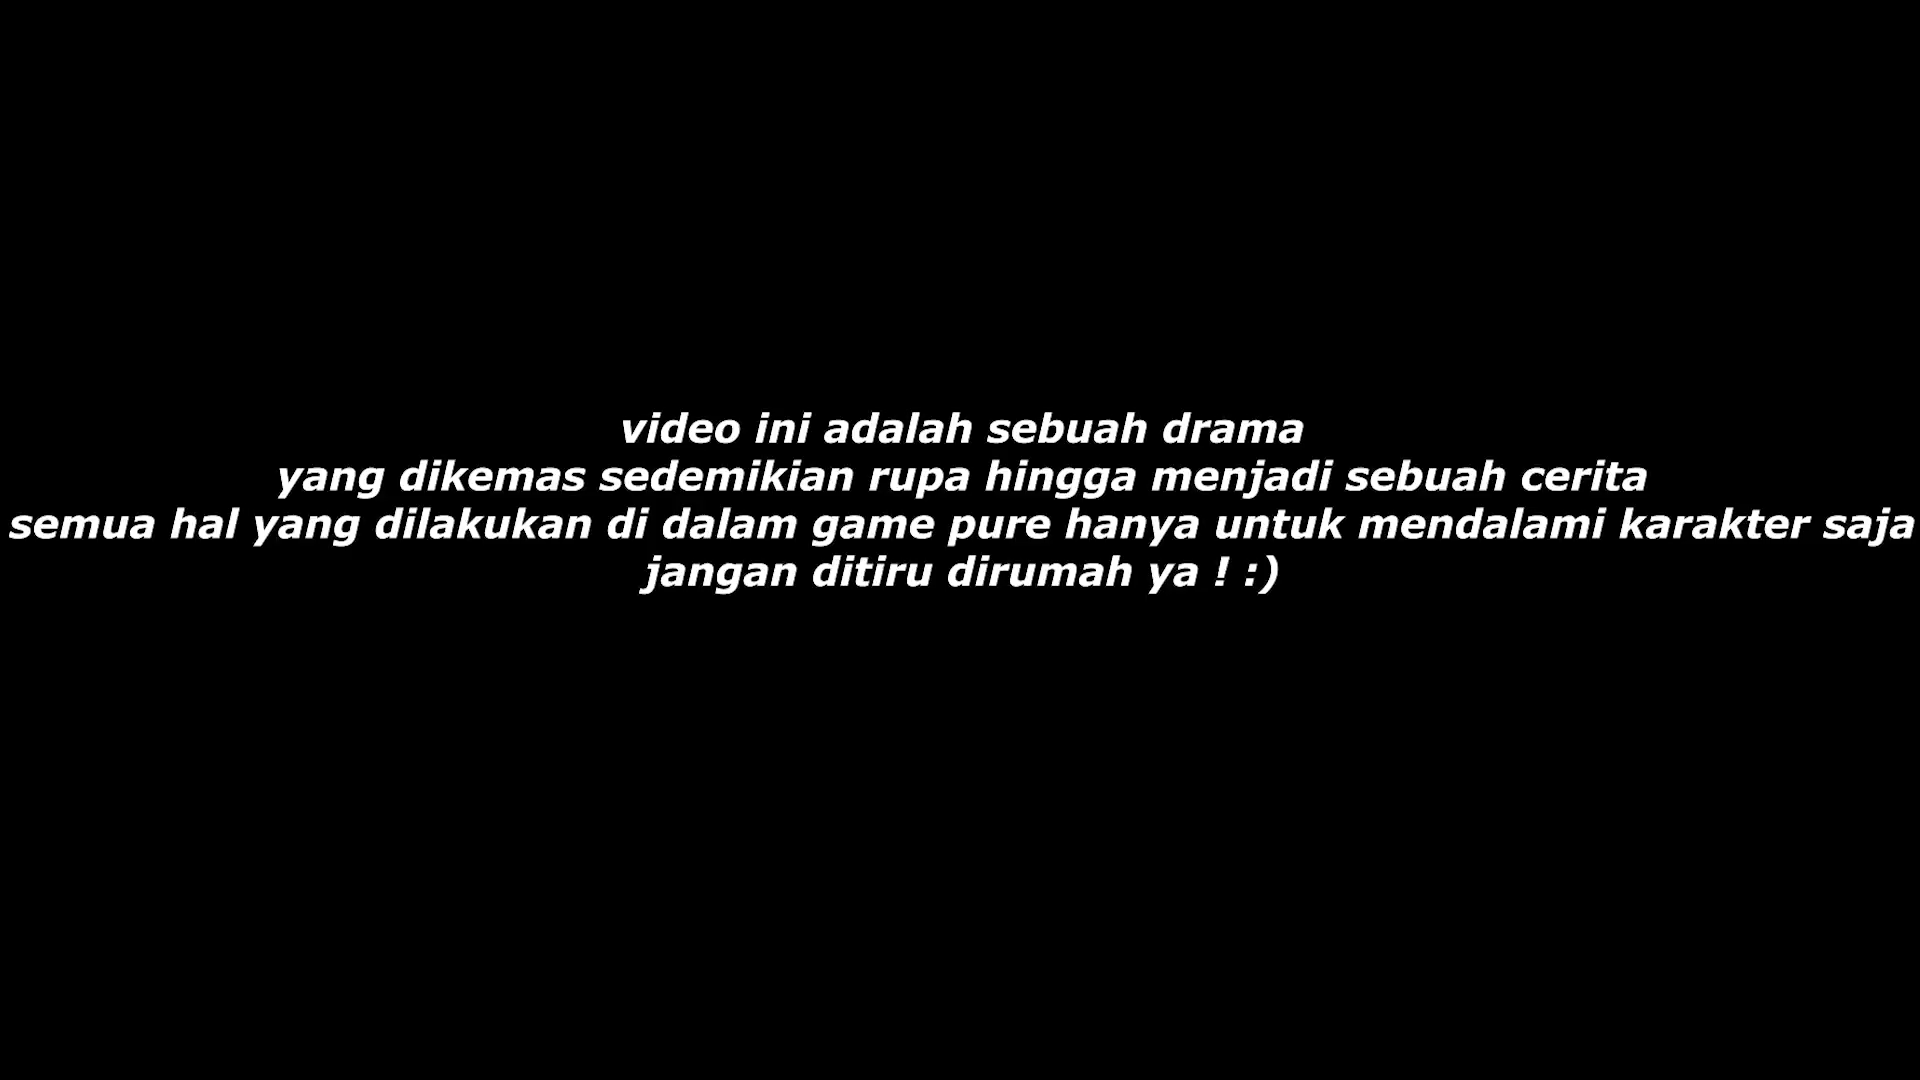 video ini adalah sebuah drama
yang dikemas sedemikian rupa hingga menjadi sebuah cerita
semua hal yang dilakukan di dalam game pure hanya untuk mendalami karakter saja
jangan ditiru dirumah ya ! :)